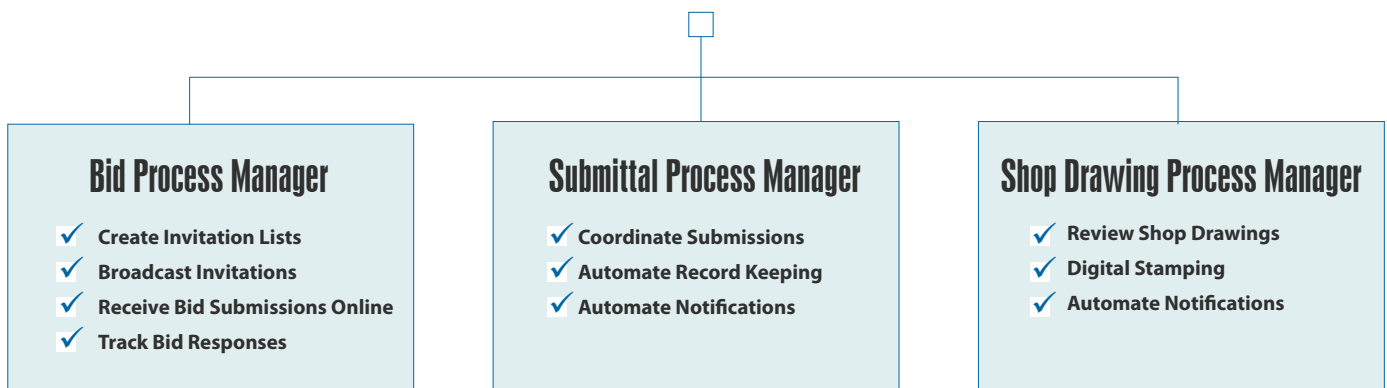 Bid Process Manager
Create Invitation Lists
Broadcast Invitations
Receive Bid Submissions Online
Track Bid Responses
Submittal Process Manager
Coordinate Submissions
Automate Record Keeping
Automate Notifications
Shop Drawing Process Manager
Review Shop Drawings
Digital Stamping
Automate Notifications